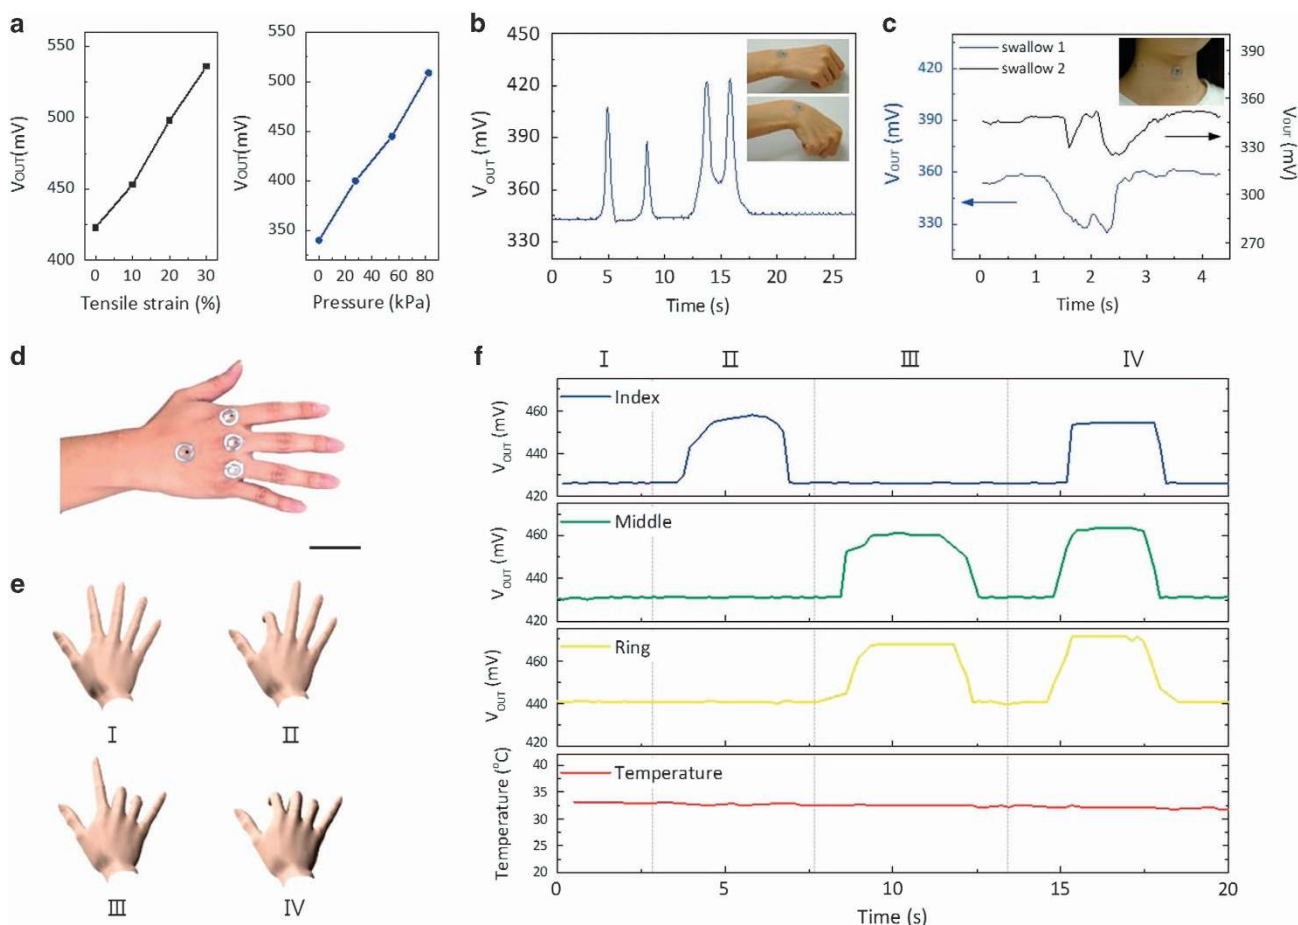 a
550
500
450
400
V_OUT(mV)
0 10 20 30
Tensile strain (%)
550
500
450
400
350
V_OUT(mV)
0 20 40 60 80
Pressure (kPa)
b
450
420
390
360
330
V_OUT (mV)
0 5 10 15 20 25
Time (s)
c
swallow 1
swallow 2
420
390
360
330
V_OUT (mV)
390
360
330
300
270
V_OUT (mV)
0 1 2 3 4
Time (s)
d
e
I
II
III
IV
f
I II III IV
Index
460
440
420
V_OUT (mV)
Middle
460
440
420
V_OUT (mV)
Ring
460
440
420
V_OUT (mV)
Temperature
40
35
30
25
20
Temperature (°C)
0 5 10 15 20
Time (s)